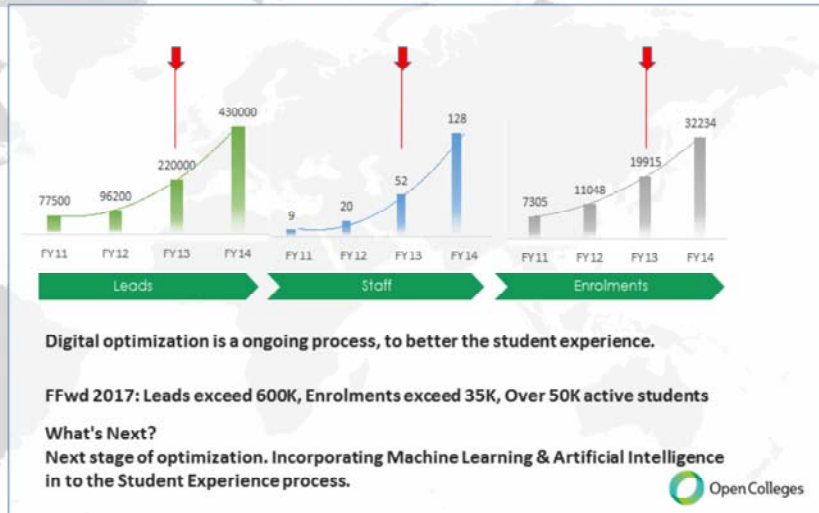 77500
96200
220000
430000
FY11
FY12
FY13
FY14
Leads
9
20
52
128
FY11
FY12
FY13
FY14
Staff
7305
11048
19915
32234
FY11
FY12
FY13
FY14
Enrolments
Digital optimization is a ongoing process, to better the student experience.
FFwd 2017: Leads exceed 600K, Enrolments exceed 35K, Over 50K active students
What's Next?
Next stage of optimization. Incorporating Machine Learning & Artificial Intelligence
in to the Student Experience process.
Open Colleges